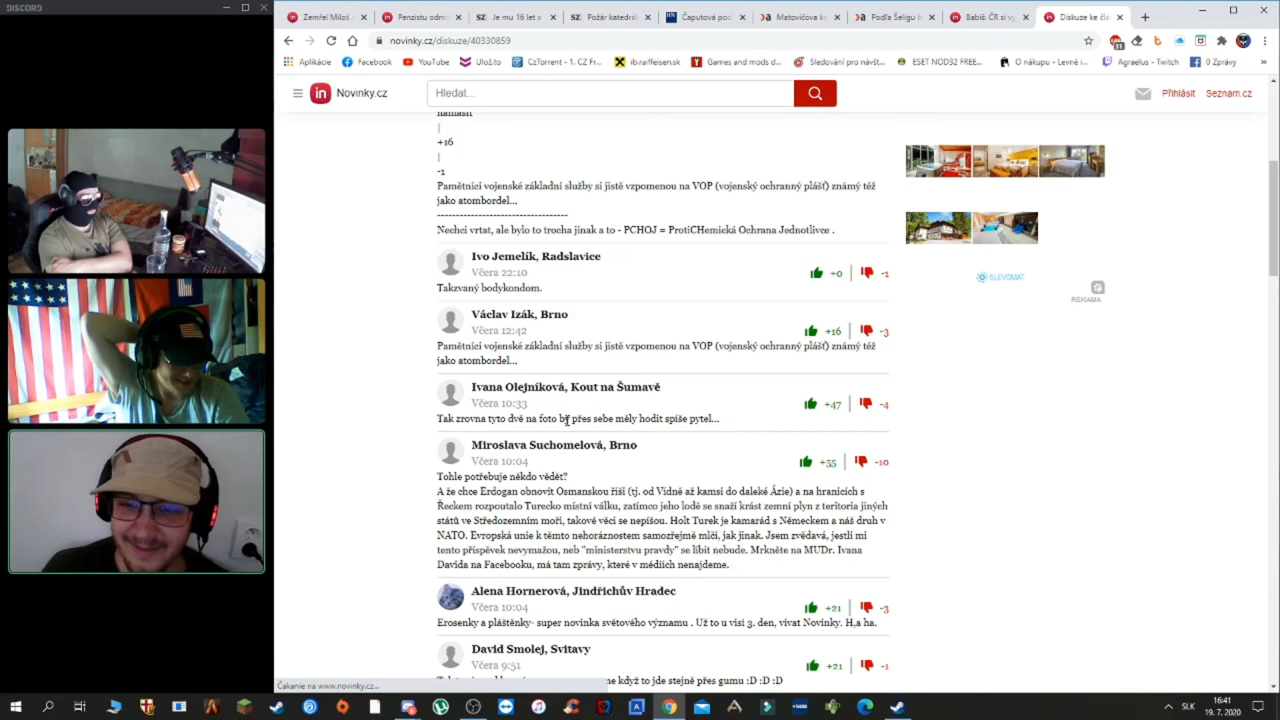 DISCORD
Zemřel Miloš
Penzistu odmí
Je mu 16 let a
Požár katedrál
Čaputová pod
Matovičova ka
Podľa Šeligu b
Babiš: ČR si vy
Diskuze ke člá
novinky.cz/diskuze/40330859
Aplikácie
Facebook
YouTube
Ulož.to
CzTorrent - 1. CZ Fr...
ib.raiffeisen.sk
Games and mods d...
Sledování pro návšt...
ESET NOD32 FREE...
O nákupu - Levné i...
Agraelus - Twitch
0 Zprávy
Novinky.cz
Hledat...
Přihlásit
Seznam.cz
namasit
|
+16
|
-1
Pamětníci vojenské základní služby si jistě vzpomenou na VOP (vojenský ochranný plášť) známý též
jako atombordel...
----------------------------------
Nechci vrtat, ale bylo to trocha jinak a to - PCHOJ = ProtiCHemická Ochrana Jednotlivce .
Ivo Jemelík, Radslavice
Včera 22:10
+0
-1
Takzvaný bodykondom.
Václav Izák, Brno
Včera 12:42
+16
-3
Pamětníci vojenské základní služby si jistě vzpomenou na VOP (vojenský ochranný plášť) známý též
jako atombordel...
Ivana Olejníková, Kout na Šumavě
Včera 10:33
+47
-4
Tak zrovna tyto dvě na foto by přes sebe měly hodit spíše pytel...
Miroslava Suchomelová, Brno
Včera 10:04
+55
-10
Tohle potřebuje někdo vědět?
A že chce Erdogan obnovit Osmanskou říši (tj. od Vídně až kamsi do daleké Ázie) a na hranicích s
Řeckem rozpoutalo Turecko místní válku, zatímco jeho lodě se snaží krást zemní plyn z teritoria jiných
států ve Středozemním moři, takové věci se nepíšou. Holt Turek je kamarád s Německem a náš druh v
NATO. Evropská unie k těmto nehoráznostem samozřejmě mlčí, jak jinak. Jsem zvědavá, jestli mi
tento příspěvek nevymažou, neb "ministerstvu pravdy" se líbit nebude. Mrkněte na MUDr. Ivana
Davida na Facebooku, má tam zprávy, které v médiích nenajdeme.
Alena Hornerová, Jindřichův Hradec
Včera 10:04
+21
-3
Erosenky a pláštěnky- super novinka světového významu . Už to u visí 3. den, vivat Novinky. H,a ha.
David Smolej, Svitavy
Včera 9:51
+21
-1
me když to jde stejně přes gumu :D :D :D
SLEVOMAT
REKLAMA
Čakanie na www.novinky.cz...
SLK
16:41
19. 7. 2020